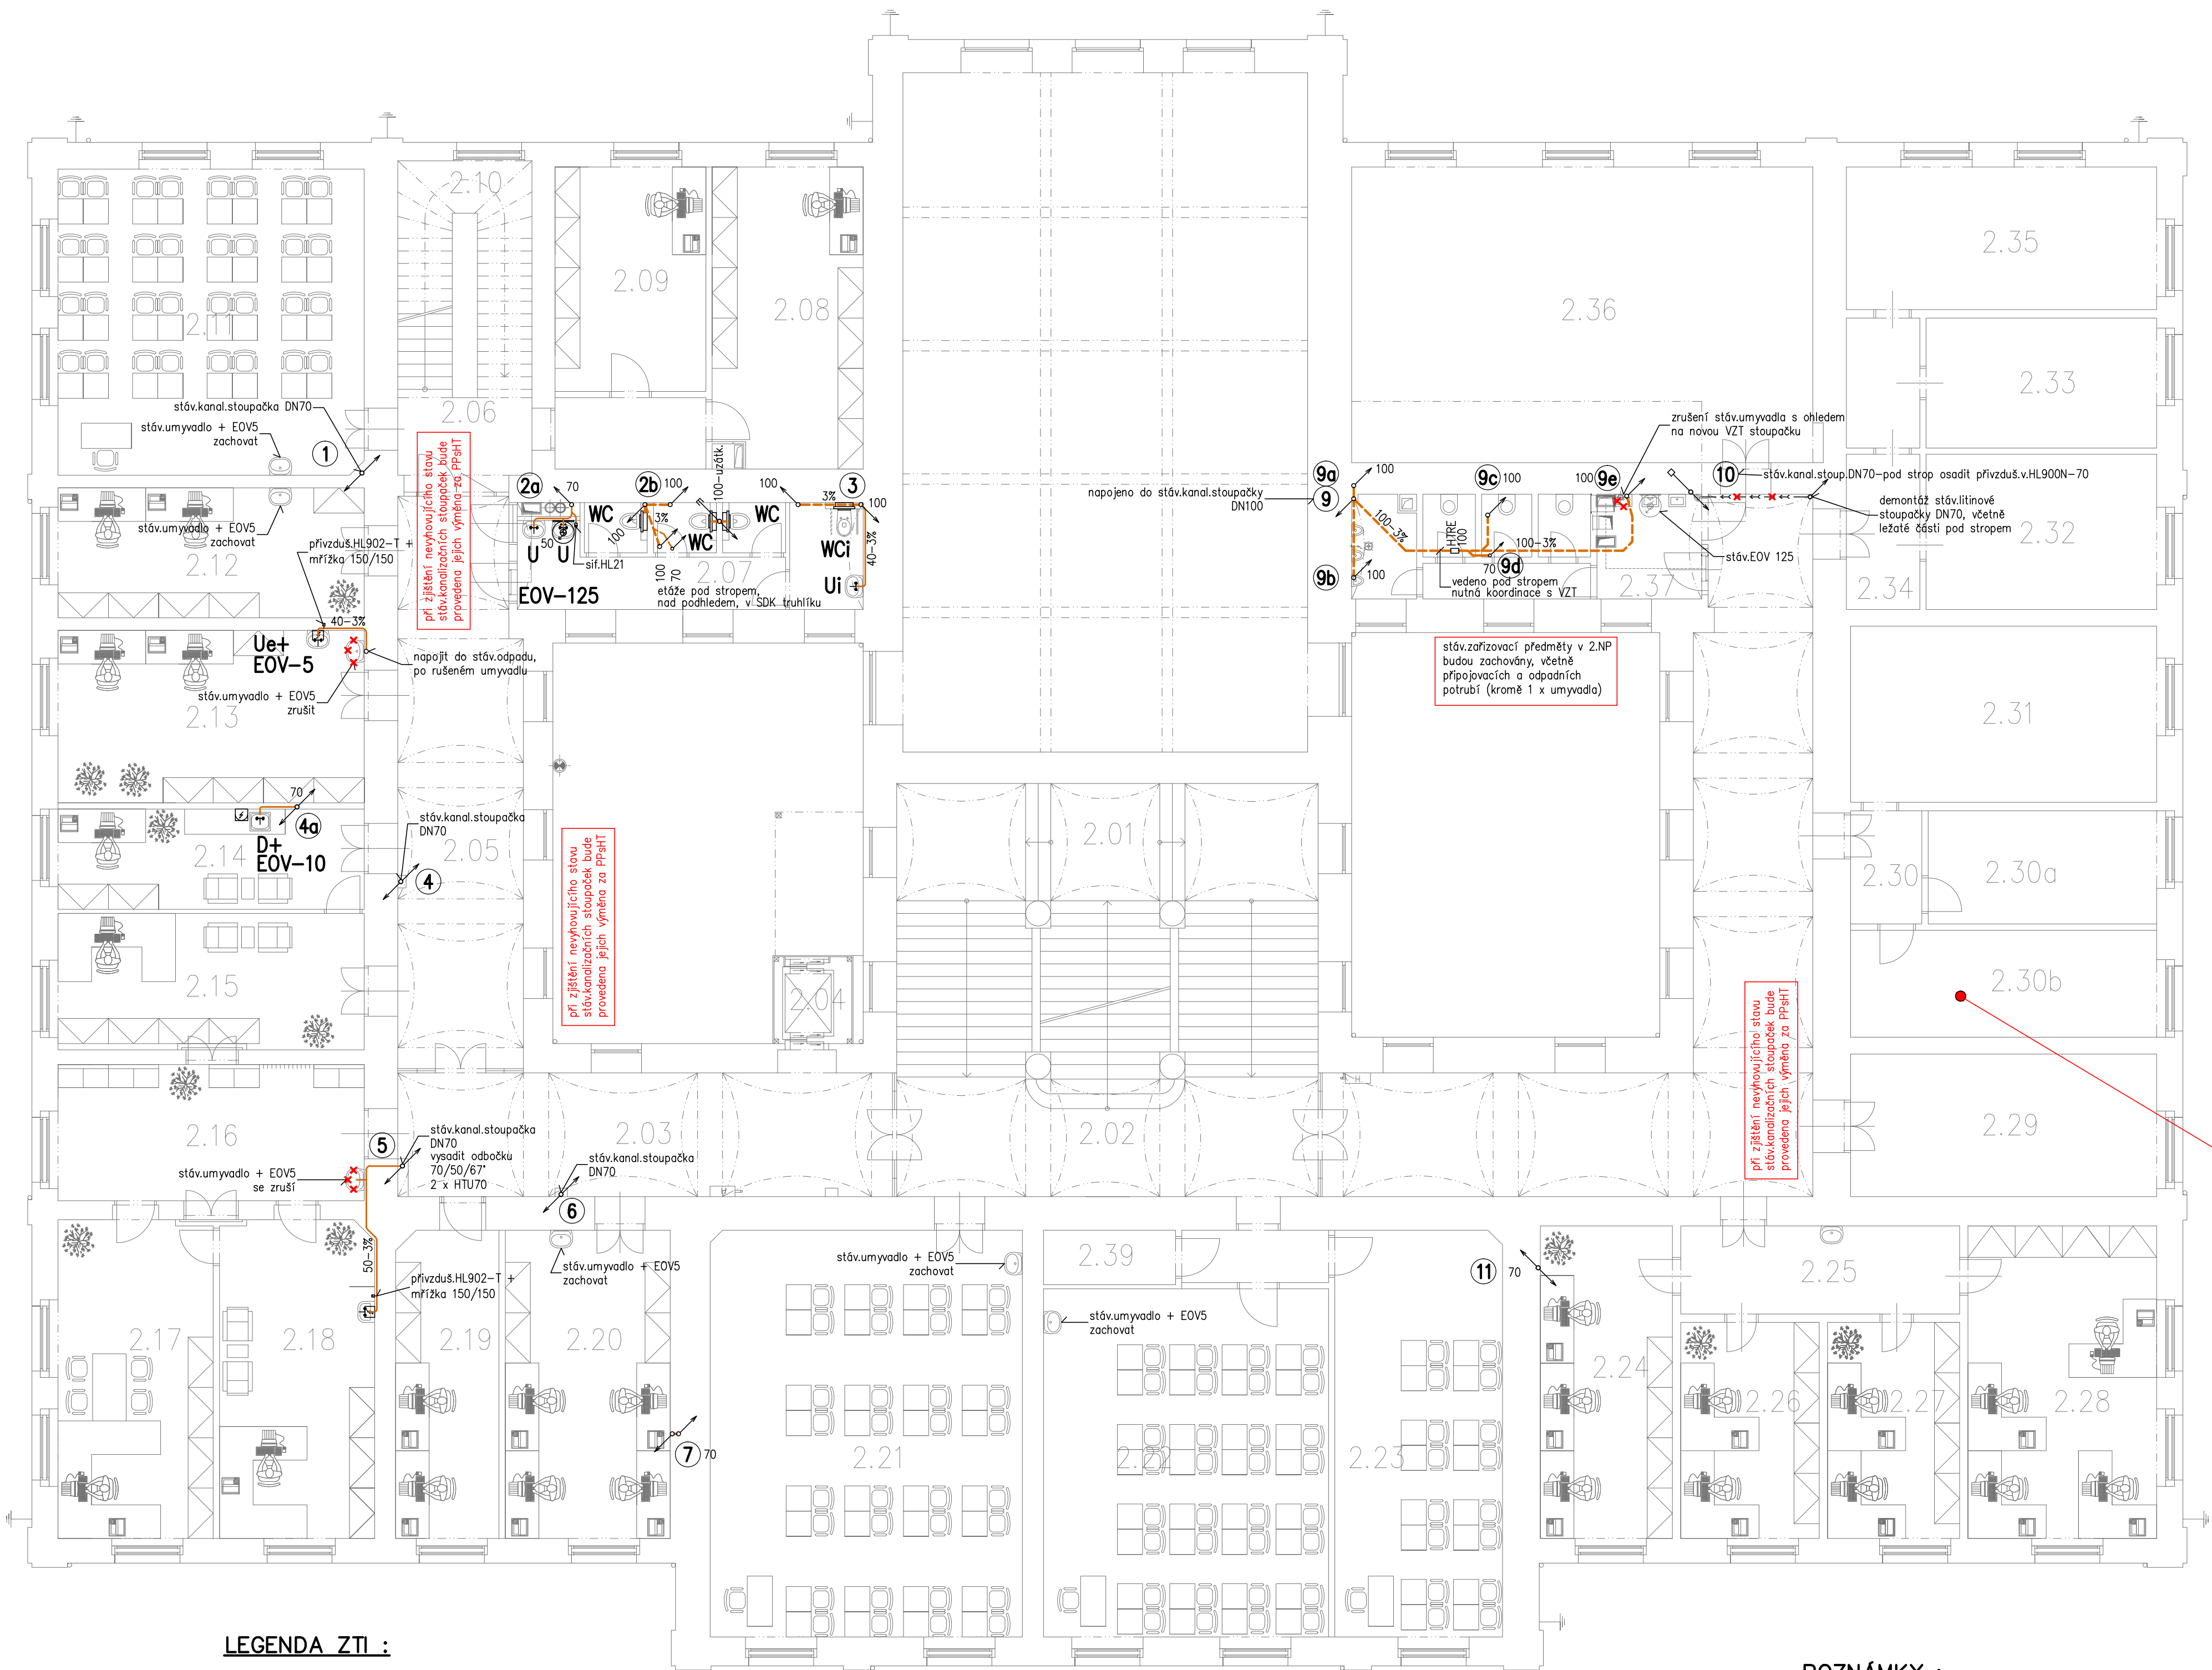 2.10
2.09
2.08
2.11
2.06
stáv.kanal.stoupačka DN70
stáv.umyvadlo + EOV5
zachovat
1
stáv.umyvadlo + EOV5
zachovat
2.12
přivzduš.HL902-T +
mřížka 150/150
40-3%
Ue+
EOV-5
napojit do stáv.odpadu,
po rušeném umyvadlu
stáv.umyvadlo + EOV5
zrušit
2.13
při zjištění nevyhovujícího stavu
stáv.kanalizačních stoupaček bude
provedena jejich výměna za PPsHT
2a
70
50
U
U
sif.HL21
EOV-125
WC
2b
100
100
3%
100-uzátk.
WC
WC
100
70
2.07
etáže pod stropem,
nad podhledem, v SDK truhlíku
100
3%
3
100
WCi
40-3%
Ui
2.36
2.35
2.33
2.32
2.34
2.37
zrušení stáv.umyvadla s ohledem
na novou VZT stoupačku
9a
100
9
napojeno do stáv.kanal.stoupačky
DN100
9b
100
100-3%
HTRE
100
9c
100
100-3%
70
9d
vedeno pod stropem
nutná koordinace s VZT
100
9e
10
stáv.kanal.stoup.DN70-pod strop osadit přivzduš.v.HL900N-70
demontáž stáv.litinové
stoupačky DN70, včetně
ležaté části pod stropem
stáv.EOV 125
stáv.zařizovací předměty v 2.NP
budou zachovány, včetně
připojovacích a odpadních
potrubí (kromě 1 x umyvadla)
2.31
70
4a
D+
EOV-10
2.14
stáv.kanal.stoupačka
DN70
2.05
4
2.15
při zjištění nevyhovujícího stavu
stáv.kanalizačních stoupaček bude
provedena jejich výměna za PPsHT
2.04
2.01
2.30
2.30a
2.30b
při zjištění nevyhovujícího stavu
stáv.kanalizačních stoupaček bude
provedena jejich výměna za PPsHT
2.29
2.16
5
stáv.kanal.stoupačka
DN70
vysadit odbočku
70/50/67°
2 x HTU70
stáv.umyvadlo + EOV5
se zruší
2.03
stáv.kanal.stoupačka
DN70
6
2.02
50-3%
přivzduš.HL902-T +
mřížka 150/150
2.17
2.18
2.19
2.20
stáv.umyvadlo + EOV5
zachovat
stáv.umyvadlo + EOV5
zachovat
2.39
stáv.umyvadlo + EOV5
zachovat
11
70
2.25
2.24
2.26
2.27
2.28
7
70
2.21
2.22
2.23
LEGENDA ZTI :
POZNÁMKY :